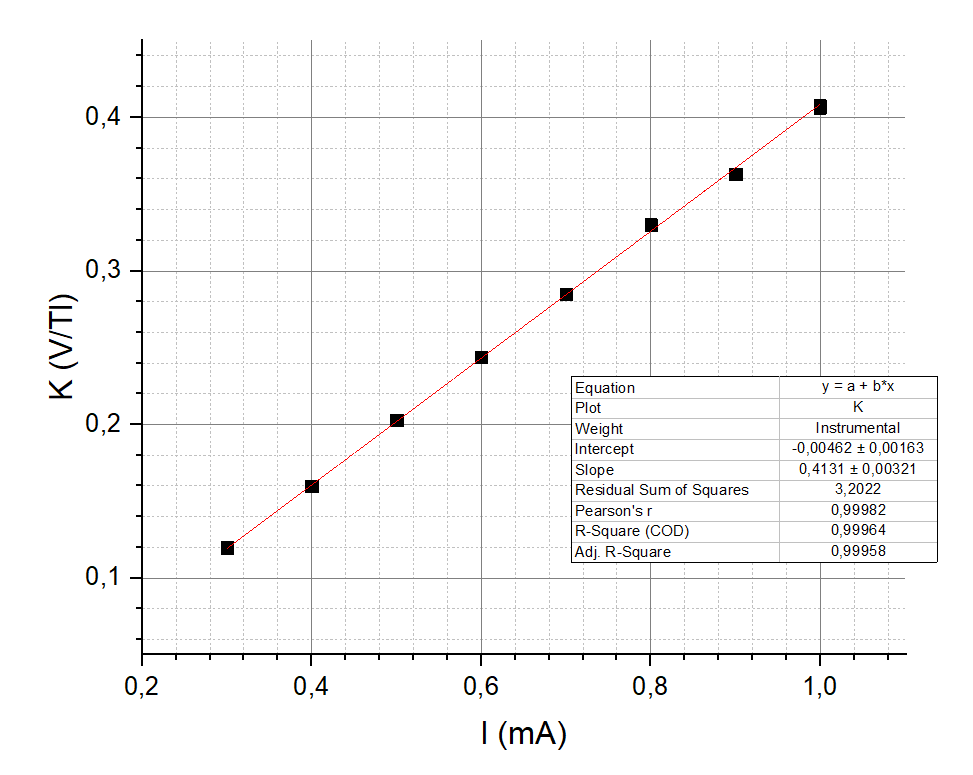 0,4
0,3
0,2
0,1
K (V/Tl)
0,2 0,4 0,6 0,8 1,0
I (mA)
Equation y = a + b*x
Plot K
Weight Instrumental
Intercept -0,00462 ± 0,00163
Slope 0,4131 ± 0,00321
Residual Sum of Squares 3,2022
Pearson's r 0,99982
R-Square (COD) 0,99964
Adj. R-Square 0,99958